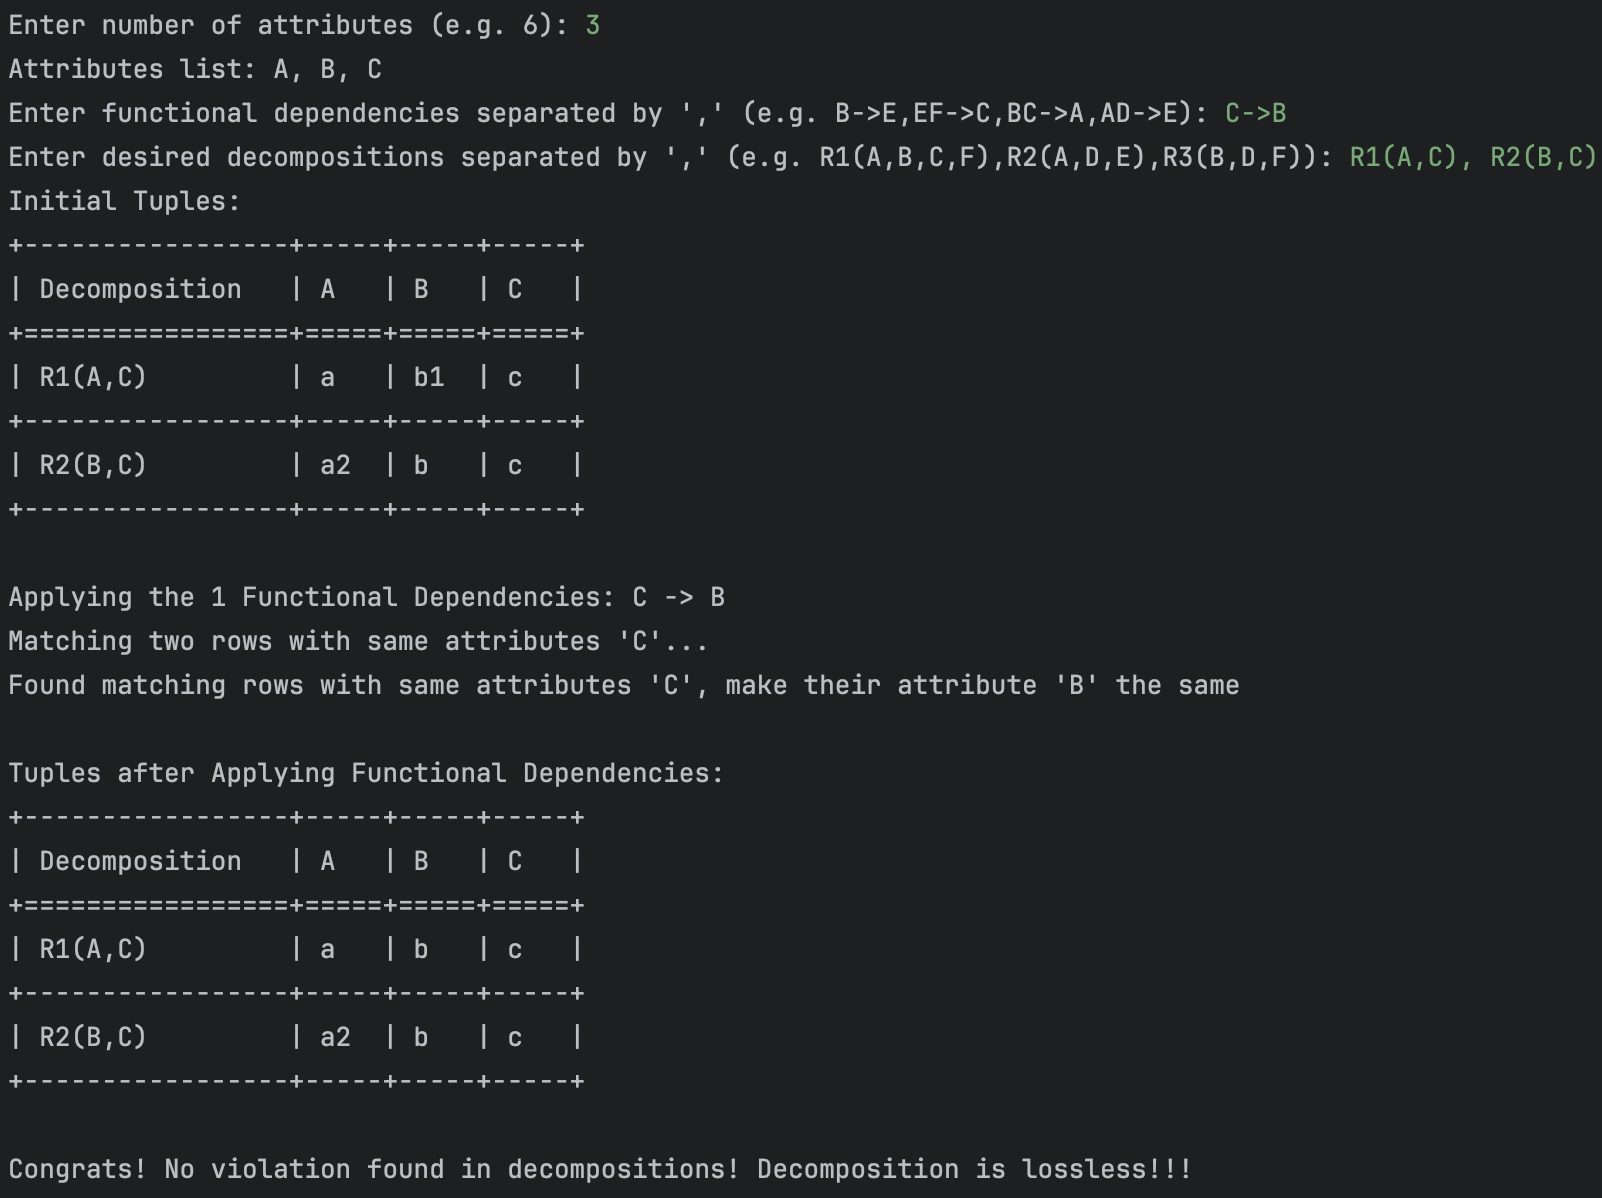 Enter number of attributes (e.g. 6): 3
Attributes list: A, B, C
Enter functional dependencies separated by ',' (e.g. B->E,EF->C,BC->A,AD->E): C->B
Enter desired decompositions separated by ',' (e.g. R1(A,B,C,F),R2(A,D,E),R3(B,D,F)): R1(A,C), R2(B,C)
Initial Tuples:
+-----------------+-----+-----+-----+
| Decomposition   | A   | B   | C   |
+=================+=====+=====+=====+
| R1(A,C)         | a   | b1  | c   |
+-----------------+-----+-----+-----+
| R2(B,C)         | a2  | b   | c   |
+-----------------+-----+-----+-----+
Applying the 1 Functional Dependencies: C -> B
Matching two rows with same attributes 'C'...
Found matching rows with same attributes 'C', make their attribute 'B' the same
Tuples after Applying Functional Dependencies:
+-----------------+-----+-----+-----+
| Decomposition   | A   | B   | C   |
+=================+=====+=====+=====+
| R1(A,C)         | a   | b   | c   |
+-----------------+-----+-----+-----+
| R2(B,C)         | a2  | b   | c   |
+-----------------+-----+-----+-----+
Congrats! No violation found in decompositions! Decomposition is lossless!!!